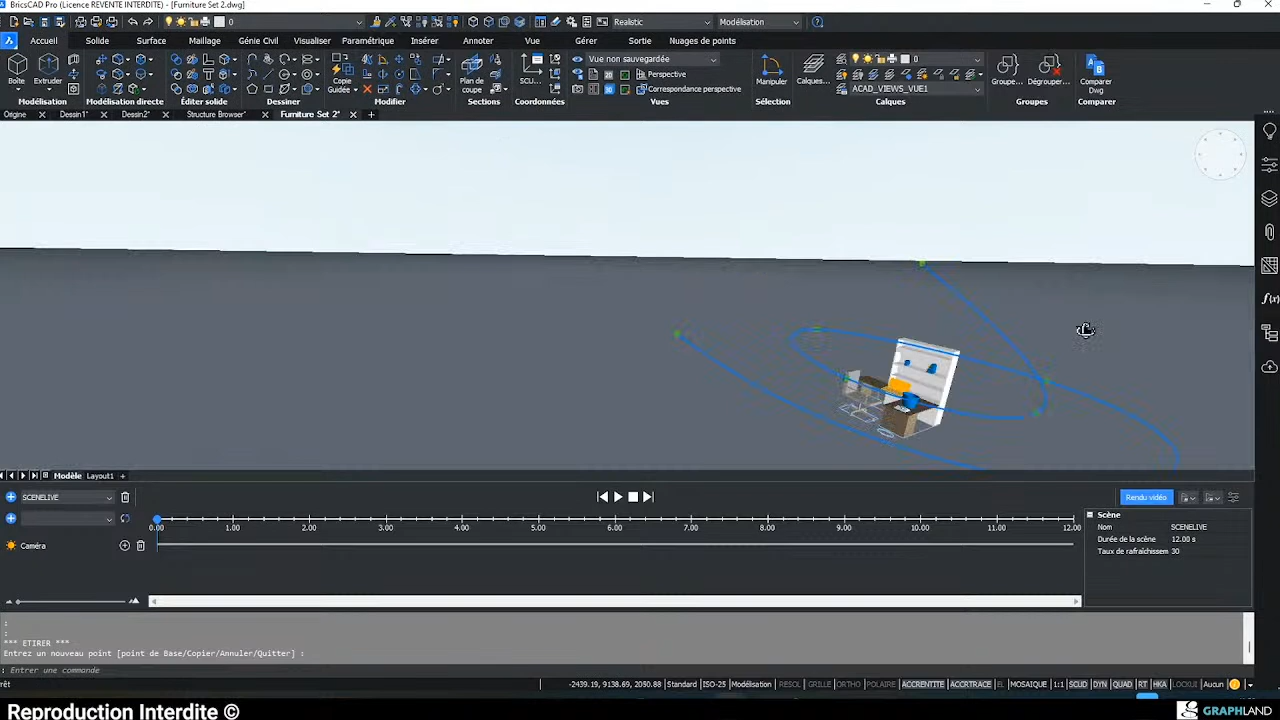 BricsCAD Pro (Licence REVENTE INTERDITE) - [Furniture Set 2.dwg]
0 Realistic Modélisation
Accueil Solide Surface Maillage Génie Civil Visualiser Paramétrique Insérer Annoter Vue Gérer Sortie Nuages de points
Vue non sauvegardée 0
Perspective
Boîte Extruder Copie Guidée Plan de coupe SCU... Correspondance perspective Manipuler Calques... ACAD_VIEWS_VUE1 Groupe... Dégrouper... Comparer Dwg
Modélisation Modélisation directe Éditer solide Dessiner Modifier Sections Coordonnées Vues Sélection Calques Groupes Comparer
Origine Dessin1* Dessin2* Structure Browser* Furniture Set 2*
f(x)
Modèle Layout1 +
SCENELIVE Rendu vidéo
Scène
0.00 1.00 2.00 3.00 4.00 5.00 6.00 7.00 8.00 9.00 10.00 11.00 12.00
Nom SCENELIVE
Durée de la scène 12.00 s
Caméra
Taux de rafraîchissem 30
:
:
*** ETIRER ***
Entrez un nouveau point [point de Base/Copier/Annuler/Quitter] :
: Entrer une commande
rêt -2439.19, 9138.69, 2050.88 Standard ISO-25 Modélisation RESOL GRILLE ORTHO POLAIRE ACCRENTITE ACCRTRACE EL MOSAIQUE 1:1 SCUD DYN QUAD RT HKA LOCKUI Aucun
Reproduction Interdite © GRAPHLAND